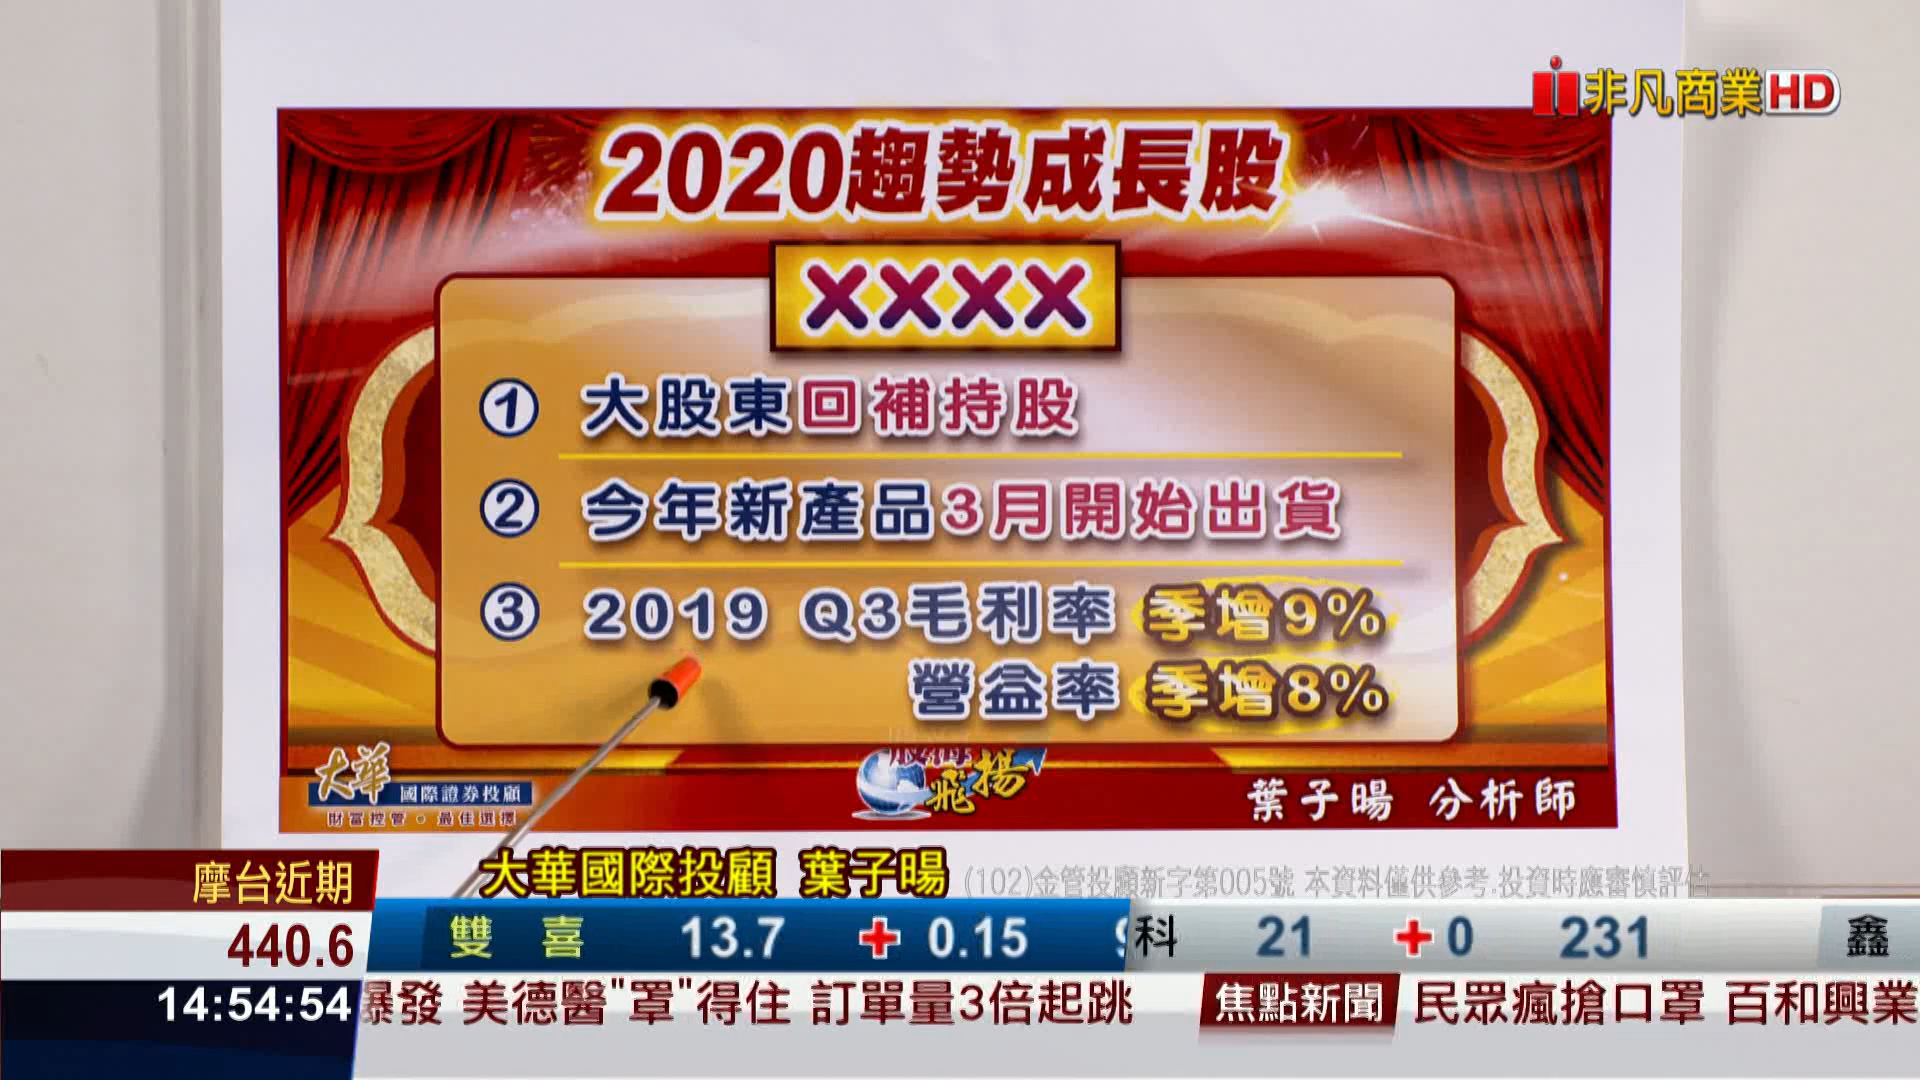 非凡商業HD
2020趨勢成長股
XXXX
① 大股東回補持股
② 今年新產品3月開始出貨
③ 2019 Q3毛利率 季增9%
營益率 季增8%
大華 國際證券投顧
財富控管・最佳選擇
飛揚
葉子暘 分析師
大華國際投顧 葉子暘
(102)金管投顧新字第005號 本資料僅供參考.投資時應審慎評估
摩台近期
440.6
雙喜 13.7 + 0.15
科 21 + 0 231 鑫
14:54:54
爆發 美德醫"罩"得住 訂單量3倍起跳 焦點新聞 民眾瘋搶口罩 百和興業